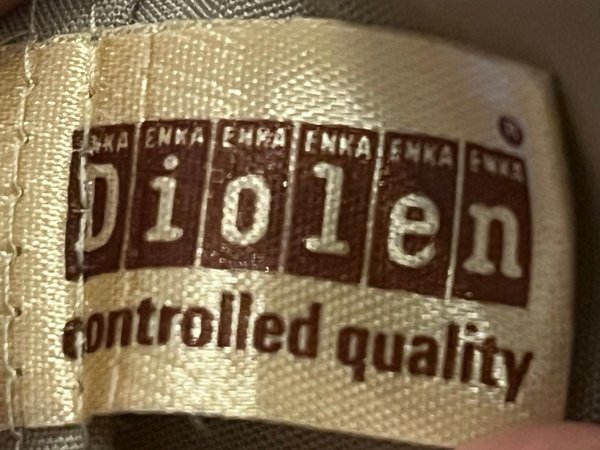 ENKA ENKA ENKA ENKA ENKA ENKA ®
Diolen
controlled quality